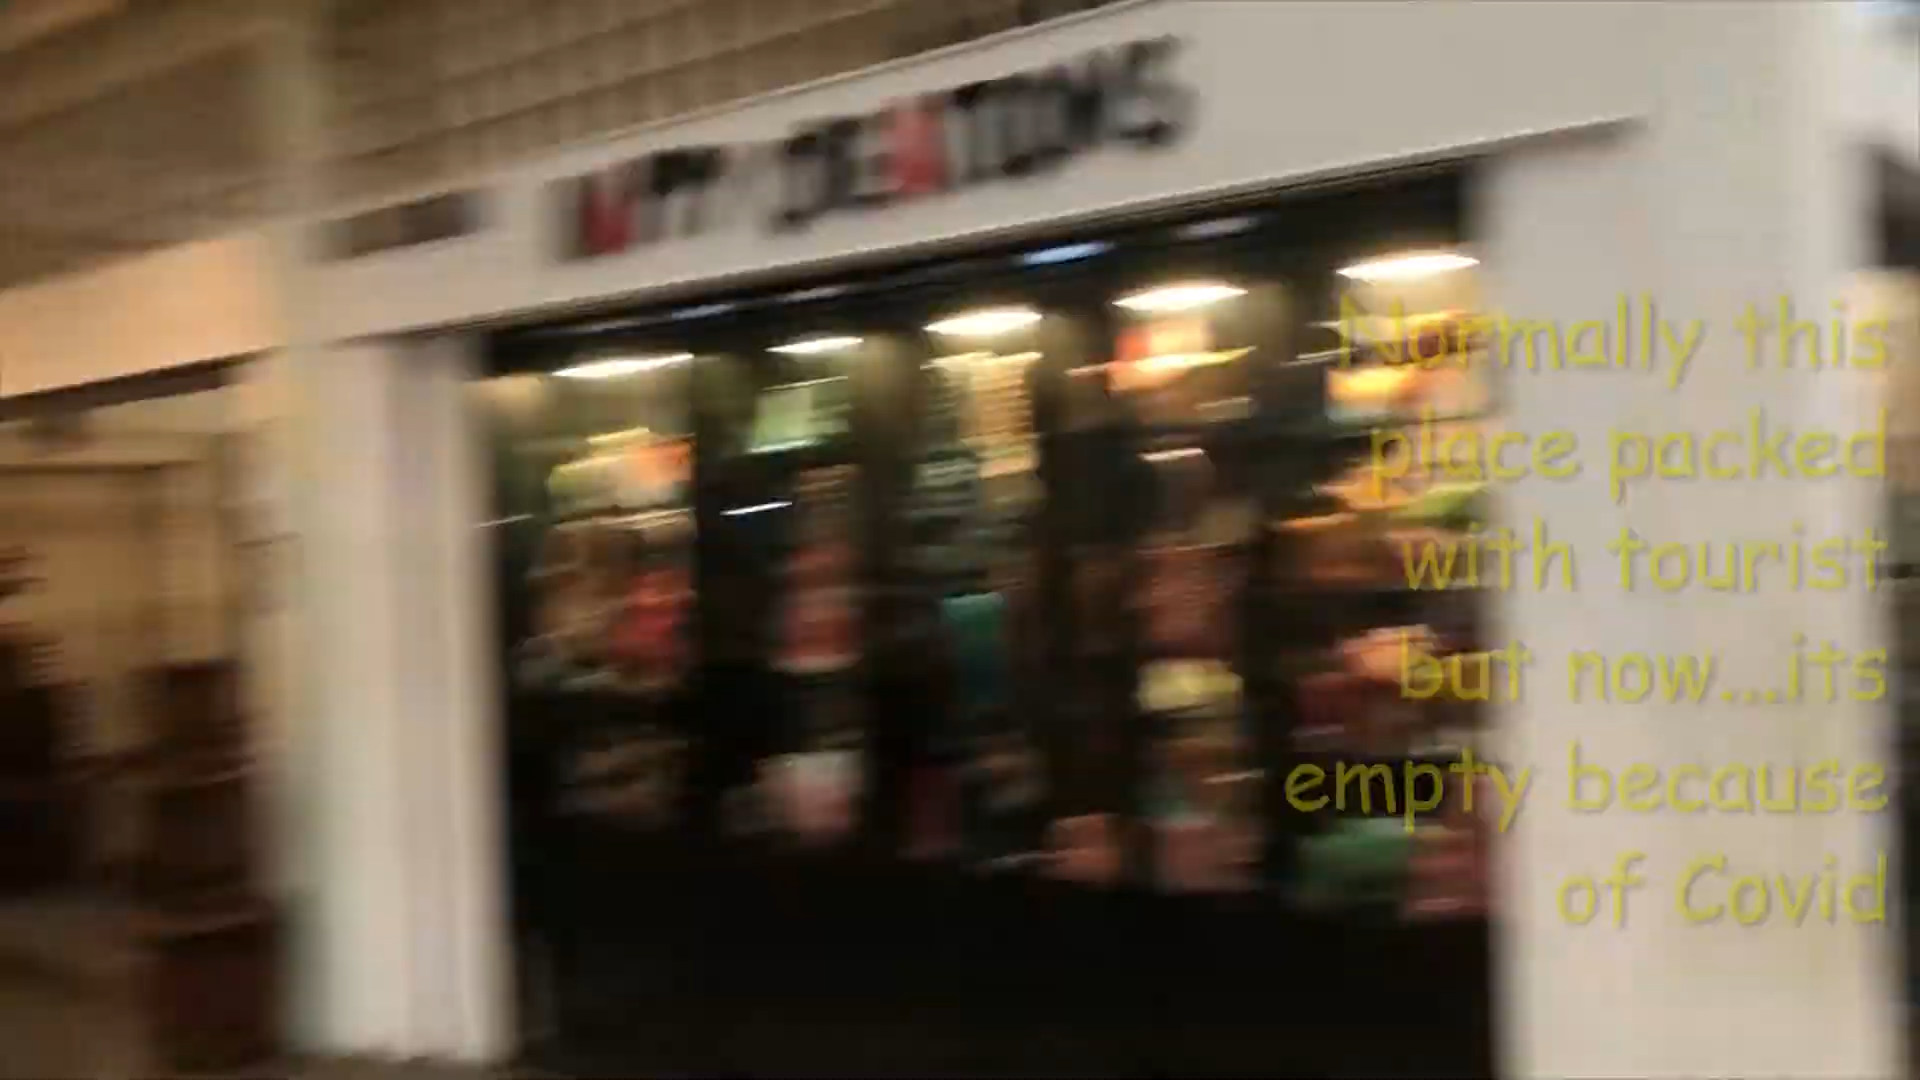 Normally this
place packed
with tourist
but now...its
empty because
of Covid